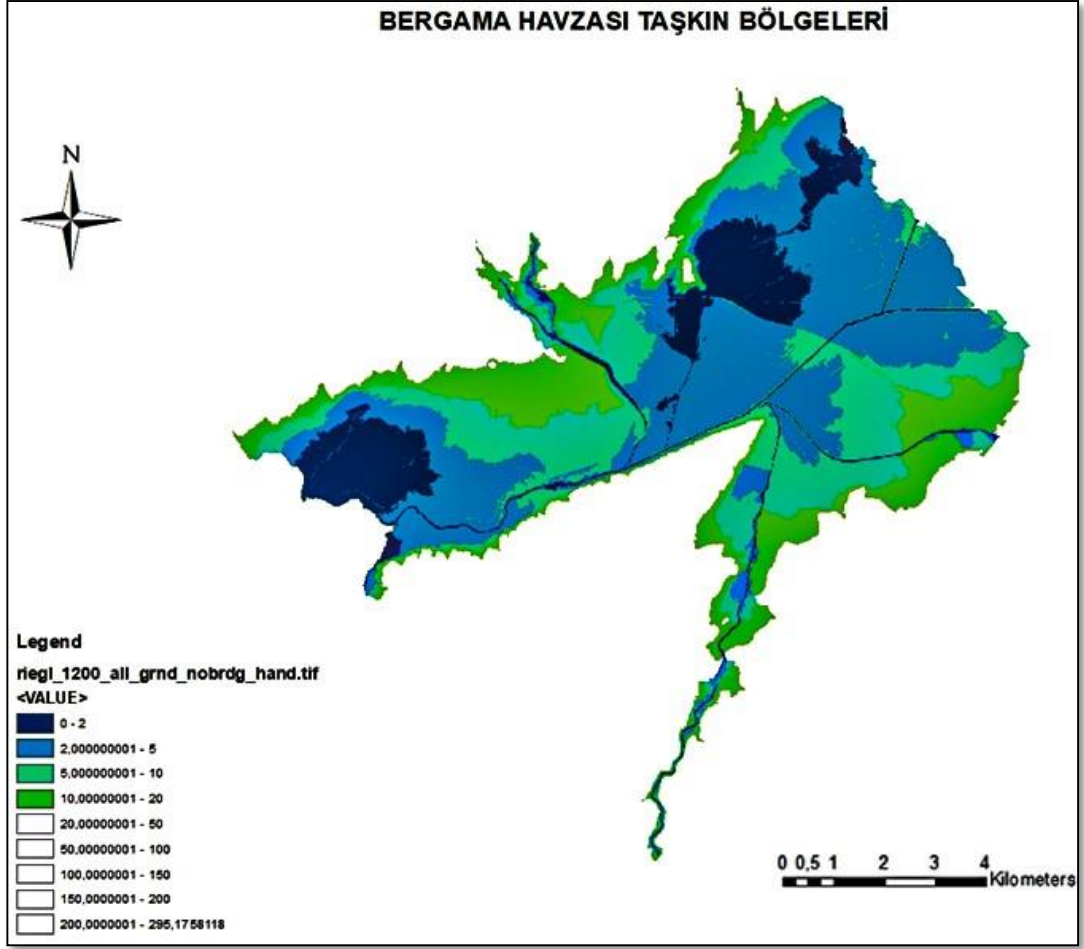 BERGAMA HAVZASI TAŞKIN BÖLGELERİ
N
Legend
riegl_1200_all_grnd_nobrdg_hand.tif
<VALUE>
0 - 2
2,000000001 - 5
5,000000001 - 10
10,00000001 - 20
20,00000001 - 50
50,00000001 - 100
100,0000001 - 150
150,0000001 - 200
200,0000001 - 295,1758118
0 0,5 1 2 3 4
Kilometers